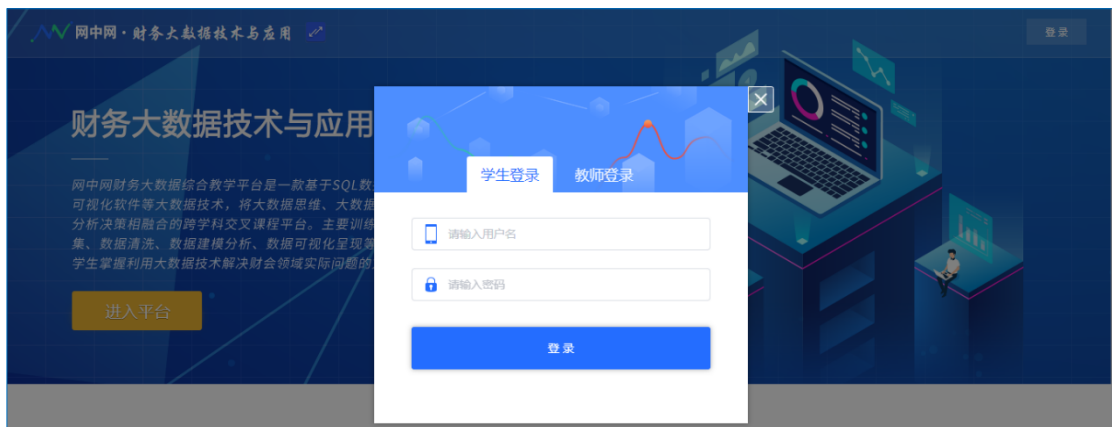 网中网·财务大数据技术与应用
登录
财务大数据技术与应用
网中网财务大数据综合教学平台是一款基于SQL数
可视化软件等大数据技术,将大数据思维、大数据
分析决策相融合的跨学科交叉课程平台。主要训练
集、数据清洗、数据建模分析、数据可视化呈现等
学生掌握利用大数据技术解决财会领域实际问题的
进入平台
学生登录 教师登录
请输入用户名
请输入密码
登录